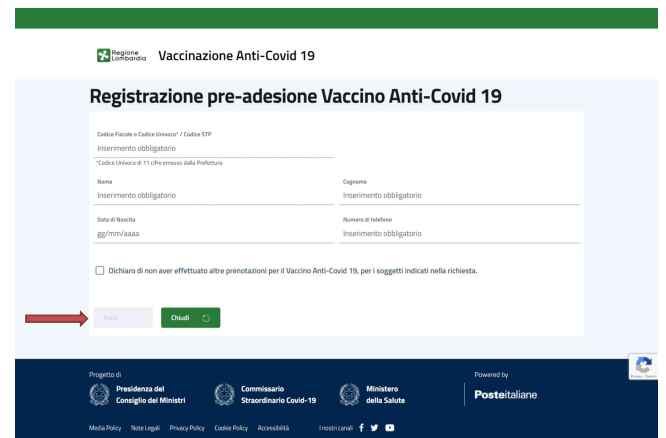 Regione
Lombardia
Vaccinazione Anti-Covid 19
Registrazione pre-adesione Vaccino Anti-Covid 19
Codice Fiscale o Codice Univoco* / Codice STP
Inserimento obbligatorio
*Codice Univoco di 11 cifre emesso dalla Prefettura
Nome
Cognome
Inserimento obbligatorio
Inserimento obbligatorio
Data di Nascita
Numero di telefono
gg/mm/aaaa
Inserimento obbligatorio
Dichiaro di non aver effettuato altre prenotazioni per il Vaccino Anti-Covid 19, per i soggetti indicati nella richiesta.
Invia
Chiudi
Progetto di
Powered by
Presidenza del
Consiglio dei Ministri
Commissario
Straordinario Covid-19
Ministero
della Salute
Posteitaliane
Privacy - Termini
Media Policy Note Legali Privacy Policy Cookie Policy Accessibilità I nostri canali